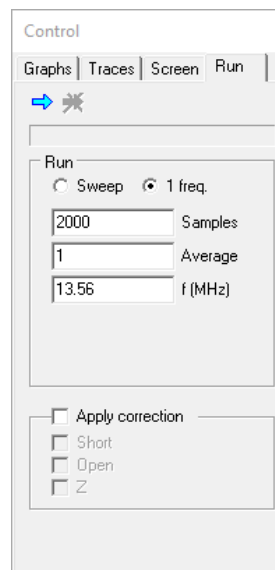 Control
Graphs Traces Screen Run
Run
Sweep 1 freq.
2000 Samples
1 Average
13.56 f (MHz)
Apply correction
Short
Open
Z